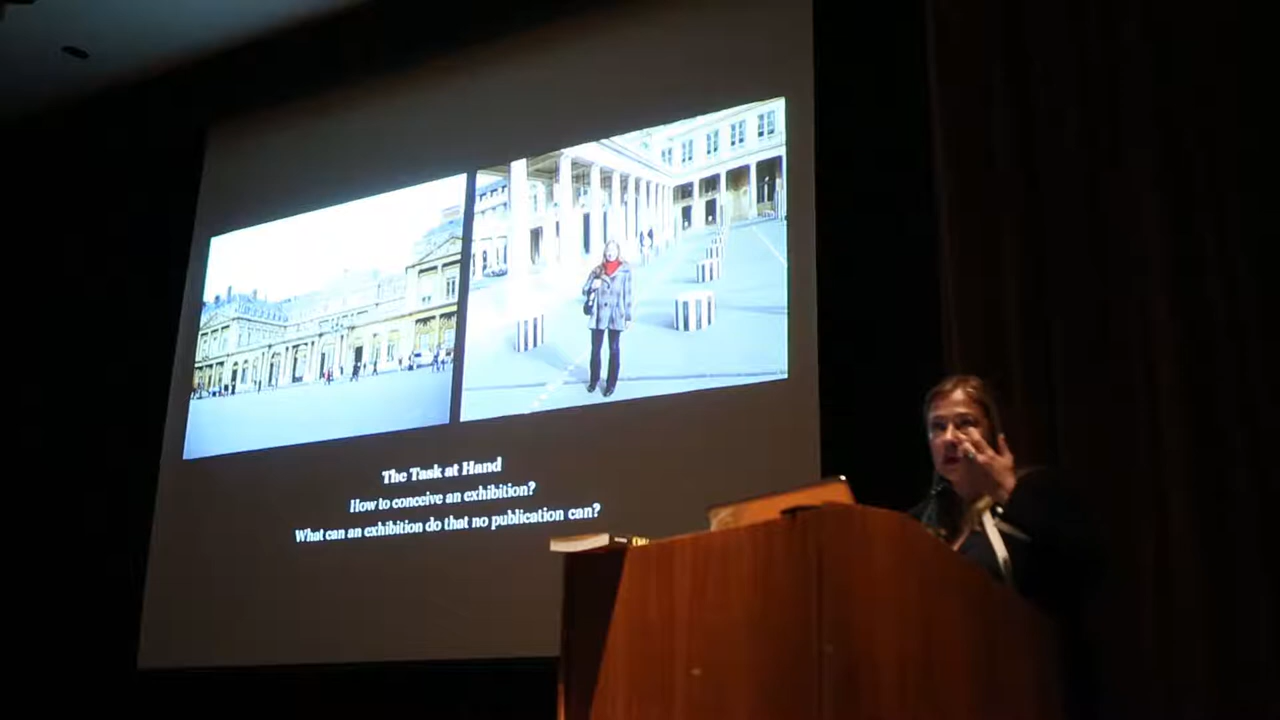 The Task at Hand
How to conceive an exhibition?
What can an exhibition do that no publication can?